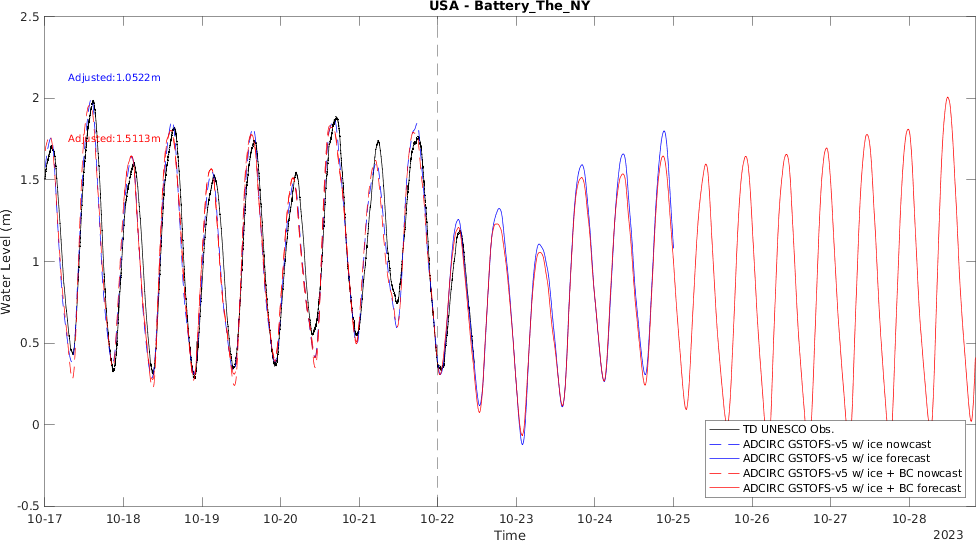 USA - Battery_The_NY
2.5
2
1.5
1
0.5
0
-0.5
Water Level (m)
Adjusted:1.0522m
Adjusted:1.5113m
TD UNESCO Obs.
ADCIRC GSTOFS-v5 w/ ice nowcast
ADCIRC GSTOFS-v5 w/ ice forecast
ADCIRC GSTOFS-v5 w/ ice + BC nowcast
ADCIRC GSTOFS-v5 w/ ice + BC forecast
10-17 10-18 10-19 10-20 10-21 10-22 10-23 10-24 10-25 10-26 10-27 10-28
Time
2023